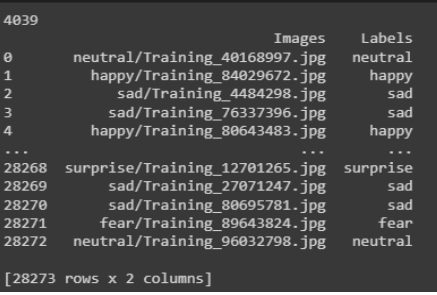 4039
Images Labels
0 neutral/Training_40168997.jpg neutral
1 happy/Training_84029672.jpg happy
2 sad/Training_4484298.jpg sad
3 sad/Training_76337396.jpg sad
4 happy/Training_80643483.jpg happy
... ... ...
28268 surprise/Training_12701265.jpg surprise
28269 sad/Training_27071247.jpg sad
28270 sad/Training_80695781.jpg sad
28271 fear/Training_89643824.jpg fear
28272 neutral/Training_96032798.jpg neutral
[28273 rows x 2 columns]